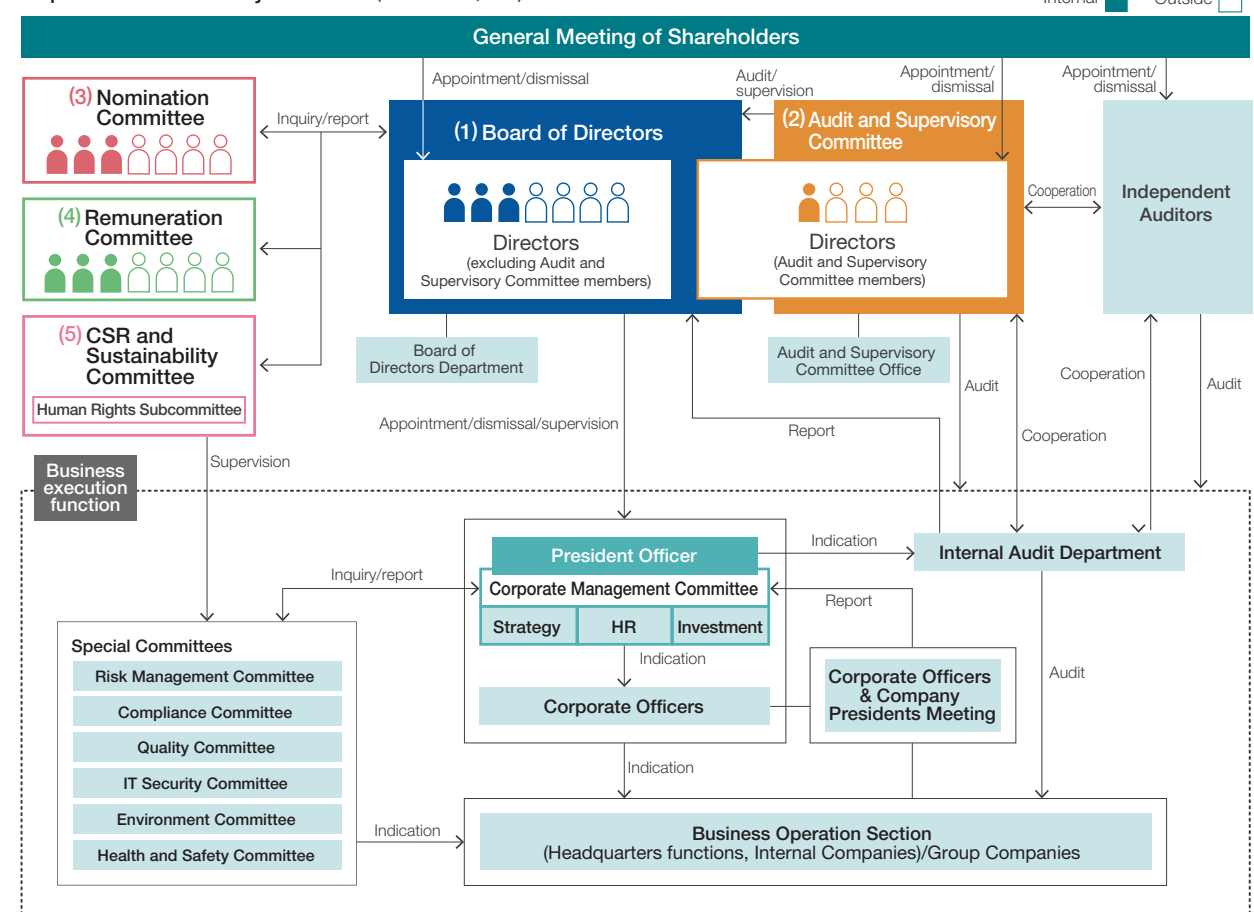 Internal
Outside
General Meeting of Shareholders
Appointment/dismissal
Audit/
supervision
Appointment/
dismissal
Appointment/
dismissal
(3) Nomination
Committee
Inquiry/report
(1) Board of Directors
(2) Audit and Supervisory
Committee
Independent
Auditors
Cooperation
(4) Remuneration
Committee
Directors
(excluding Audit and
Supervisory Committee members)
Directors
(Audit and Supervisory
Committee members)
(5) CSR and
Sustainability
Committee
Human Rights Subcommittee
Board of
Directors Department
Audit and Supervisory
Committee Office
Audit
Cooperation
Audit
Appointment/dismissal/supervision
Report
Cooperation
Supervision
Business
execution
function
President Officer
Indication
Internal Audit Department
Inquiry/report
Corporate Management Committee
Report
Strategy
HR
Investment
Indication
Corporate Officers
Corporate Officers
& Company
Presidents Meeting
Audit
Special Committees
Risk Management Committee
Compliance Committee
Quality Committee
IT Security Committee
Environment Committee
Health and Safety Committee
Indication
Indication
Business Operation Section
(Headquarters functions, Internal Companies)/Group Companies